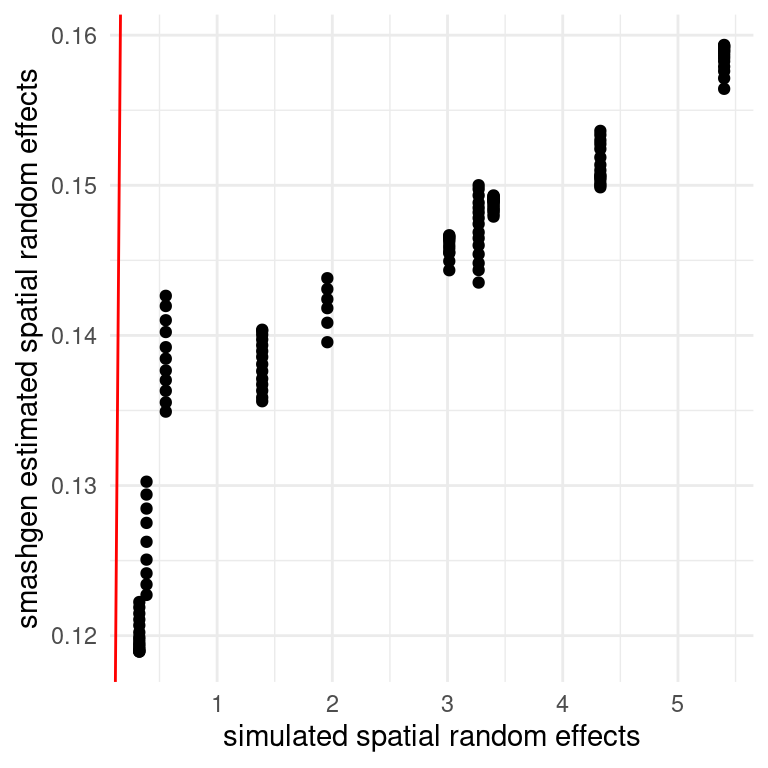 smashgen estimated spatial random effects
0.16
0.15
0.14
0.13
0.12
1 2 3 4 5
simulated spatial random effects